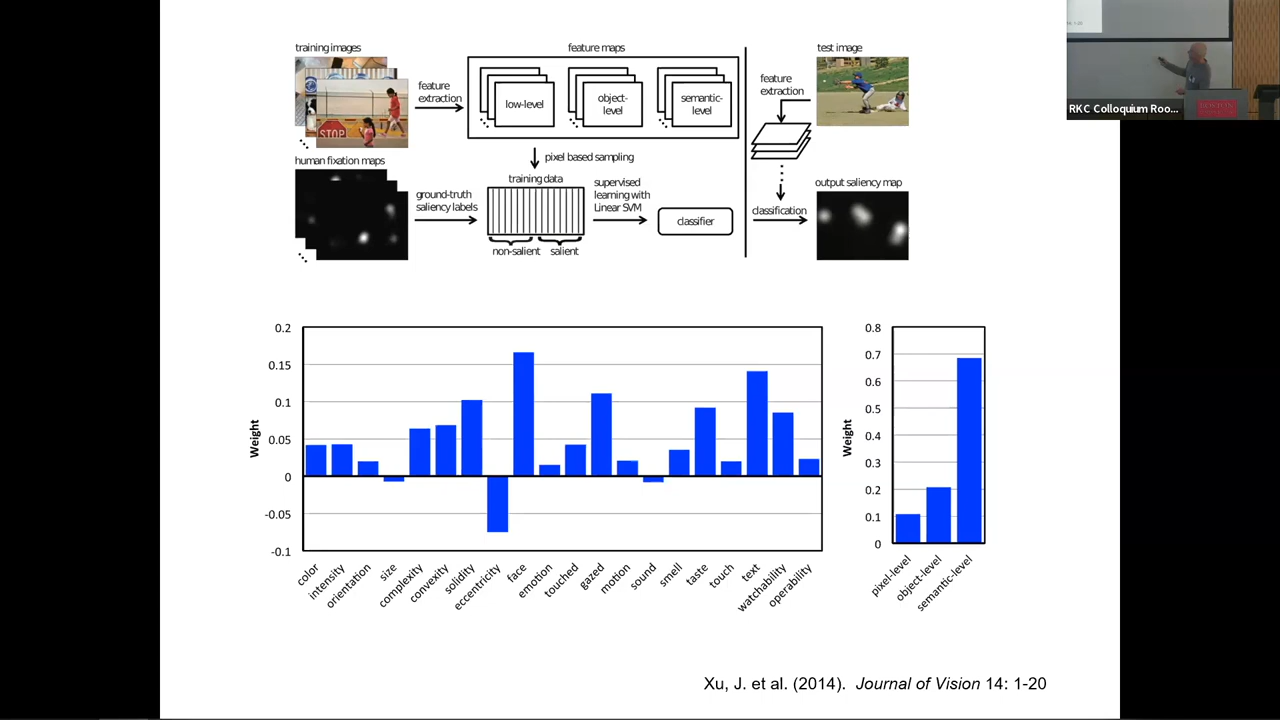 training images
feature maps
test image
feature
extraction
low-level
object-
level
semantic-
level
feature
extraction
STOP
pixel based sampling
human fixation maps
training data
ground-truth
saliency labels
supervised
learning with
Linear SVM
classifier
non-salient
salient
classification
output saliency map
RKC Colloquium Roo...
Weight
0.2
0.15
0.1
0.05
0
-0.05
-0.1
color
intensity
orientation
size
complexity
convexity
solidity
eccentricity
face
emotion
touched
gazed
motion
sound
smell
taste
touch
text
watchability
operability
Weight
0.8
0.7
0.6
0.5
0.4
0.3
0.2
0.1
0
pixel-level
object-level
semantic-level
Xu, J. et al. (2014). Journal of Vision 14: 1-20